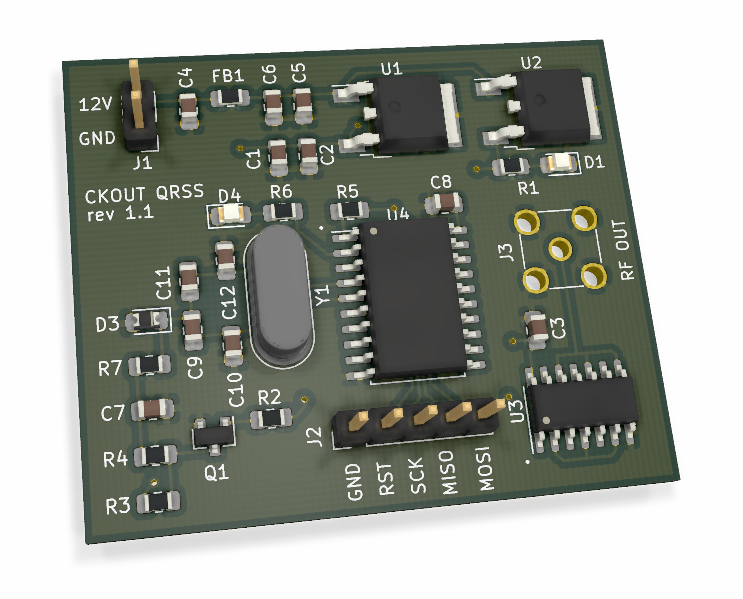 U1
U2
C4
FB1
C6
C5
12V
GND
J1
C1
C2
D1
R1
CKOUT QRSS
rev 1.1
D4
R6
R5
C8
U4
J3
RF OUT
C11
C12
Y1
D3
C9
C10
C3
R7
C7
R2
J2
U3
R4
Q1
R3
GND
RST
SCK
MISO
MOSI